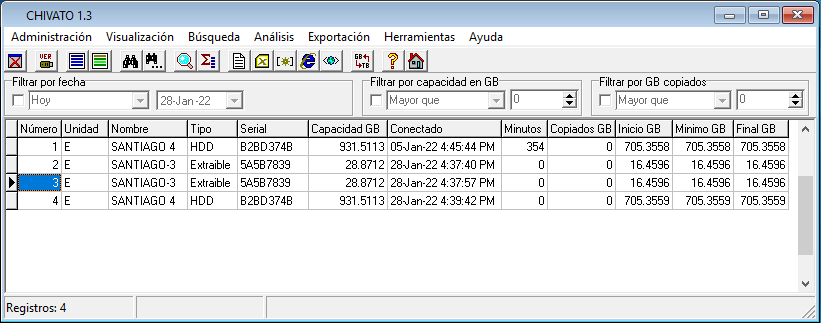 CHIVATO 1.3
Administración Visualización Búsqueda Análisis Exportación Herramientas Ayuda
VER GB TB
Filtrar por fecha Filtrar por capacidad en GB Filtrar por GB copiados
Hoy 28-Jan-22 Mayor que 0 Mayor que 0
Número Unidad Nombre Tipo Serial Capacidad GB Conectado Minutos Copiados GB Inicio GB Minimo GB Final GB
1 E SANTIAGO 4 HDD B2BD374B 931.5113 05-Jan-22 4:45:44 PM 354 0 705.3558 705.3558 705.3558
2 E SANTIAGO-3 Extraible 5A5B7839 28.8712 28-Jan-22 4:37:40 PM 0 0 16.4596 16.4596 16.4596
3 E SANTIAGO-3 Extraible 5A5B7839 28.8712 28-Jan-22 4:37:57 PM 0 0 16.4596 16.4596 16.4596
4 E SANTIAGO 4 HDD B2BD374B 931.5113 28-Jan-22 4:39:42 PM 0 0 705.3559 705.3559 705.3559
Registros: 4